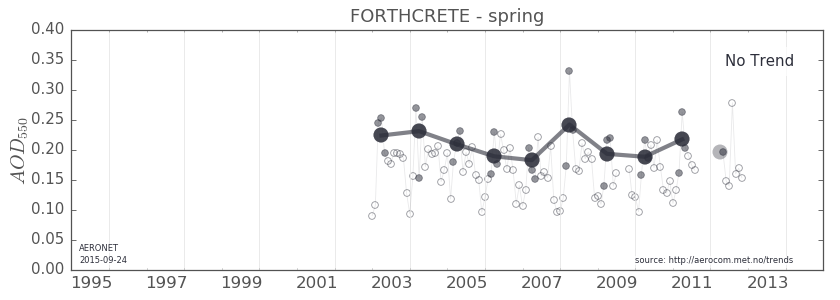 FORTHCRETE - spring
0.40
0.35
0.30
0.25
0.20
0.15
0.10
0.05
0.00
AOD550
No Trend
AERONET
2015-09-24
source: http://aerocom.met.no/trends
1995 1997 1999 2001 2003 2005 2007 2009 2011 2013